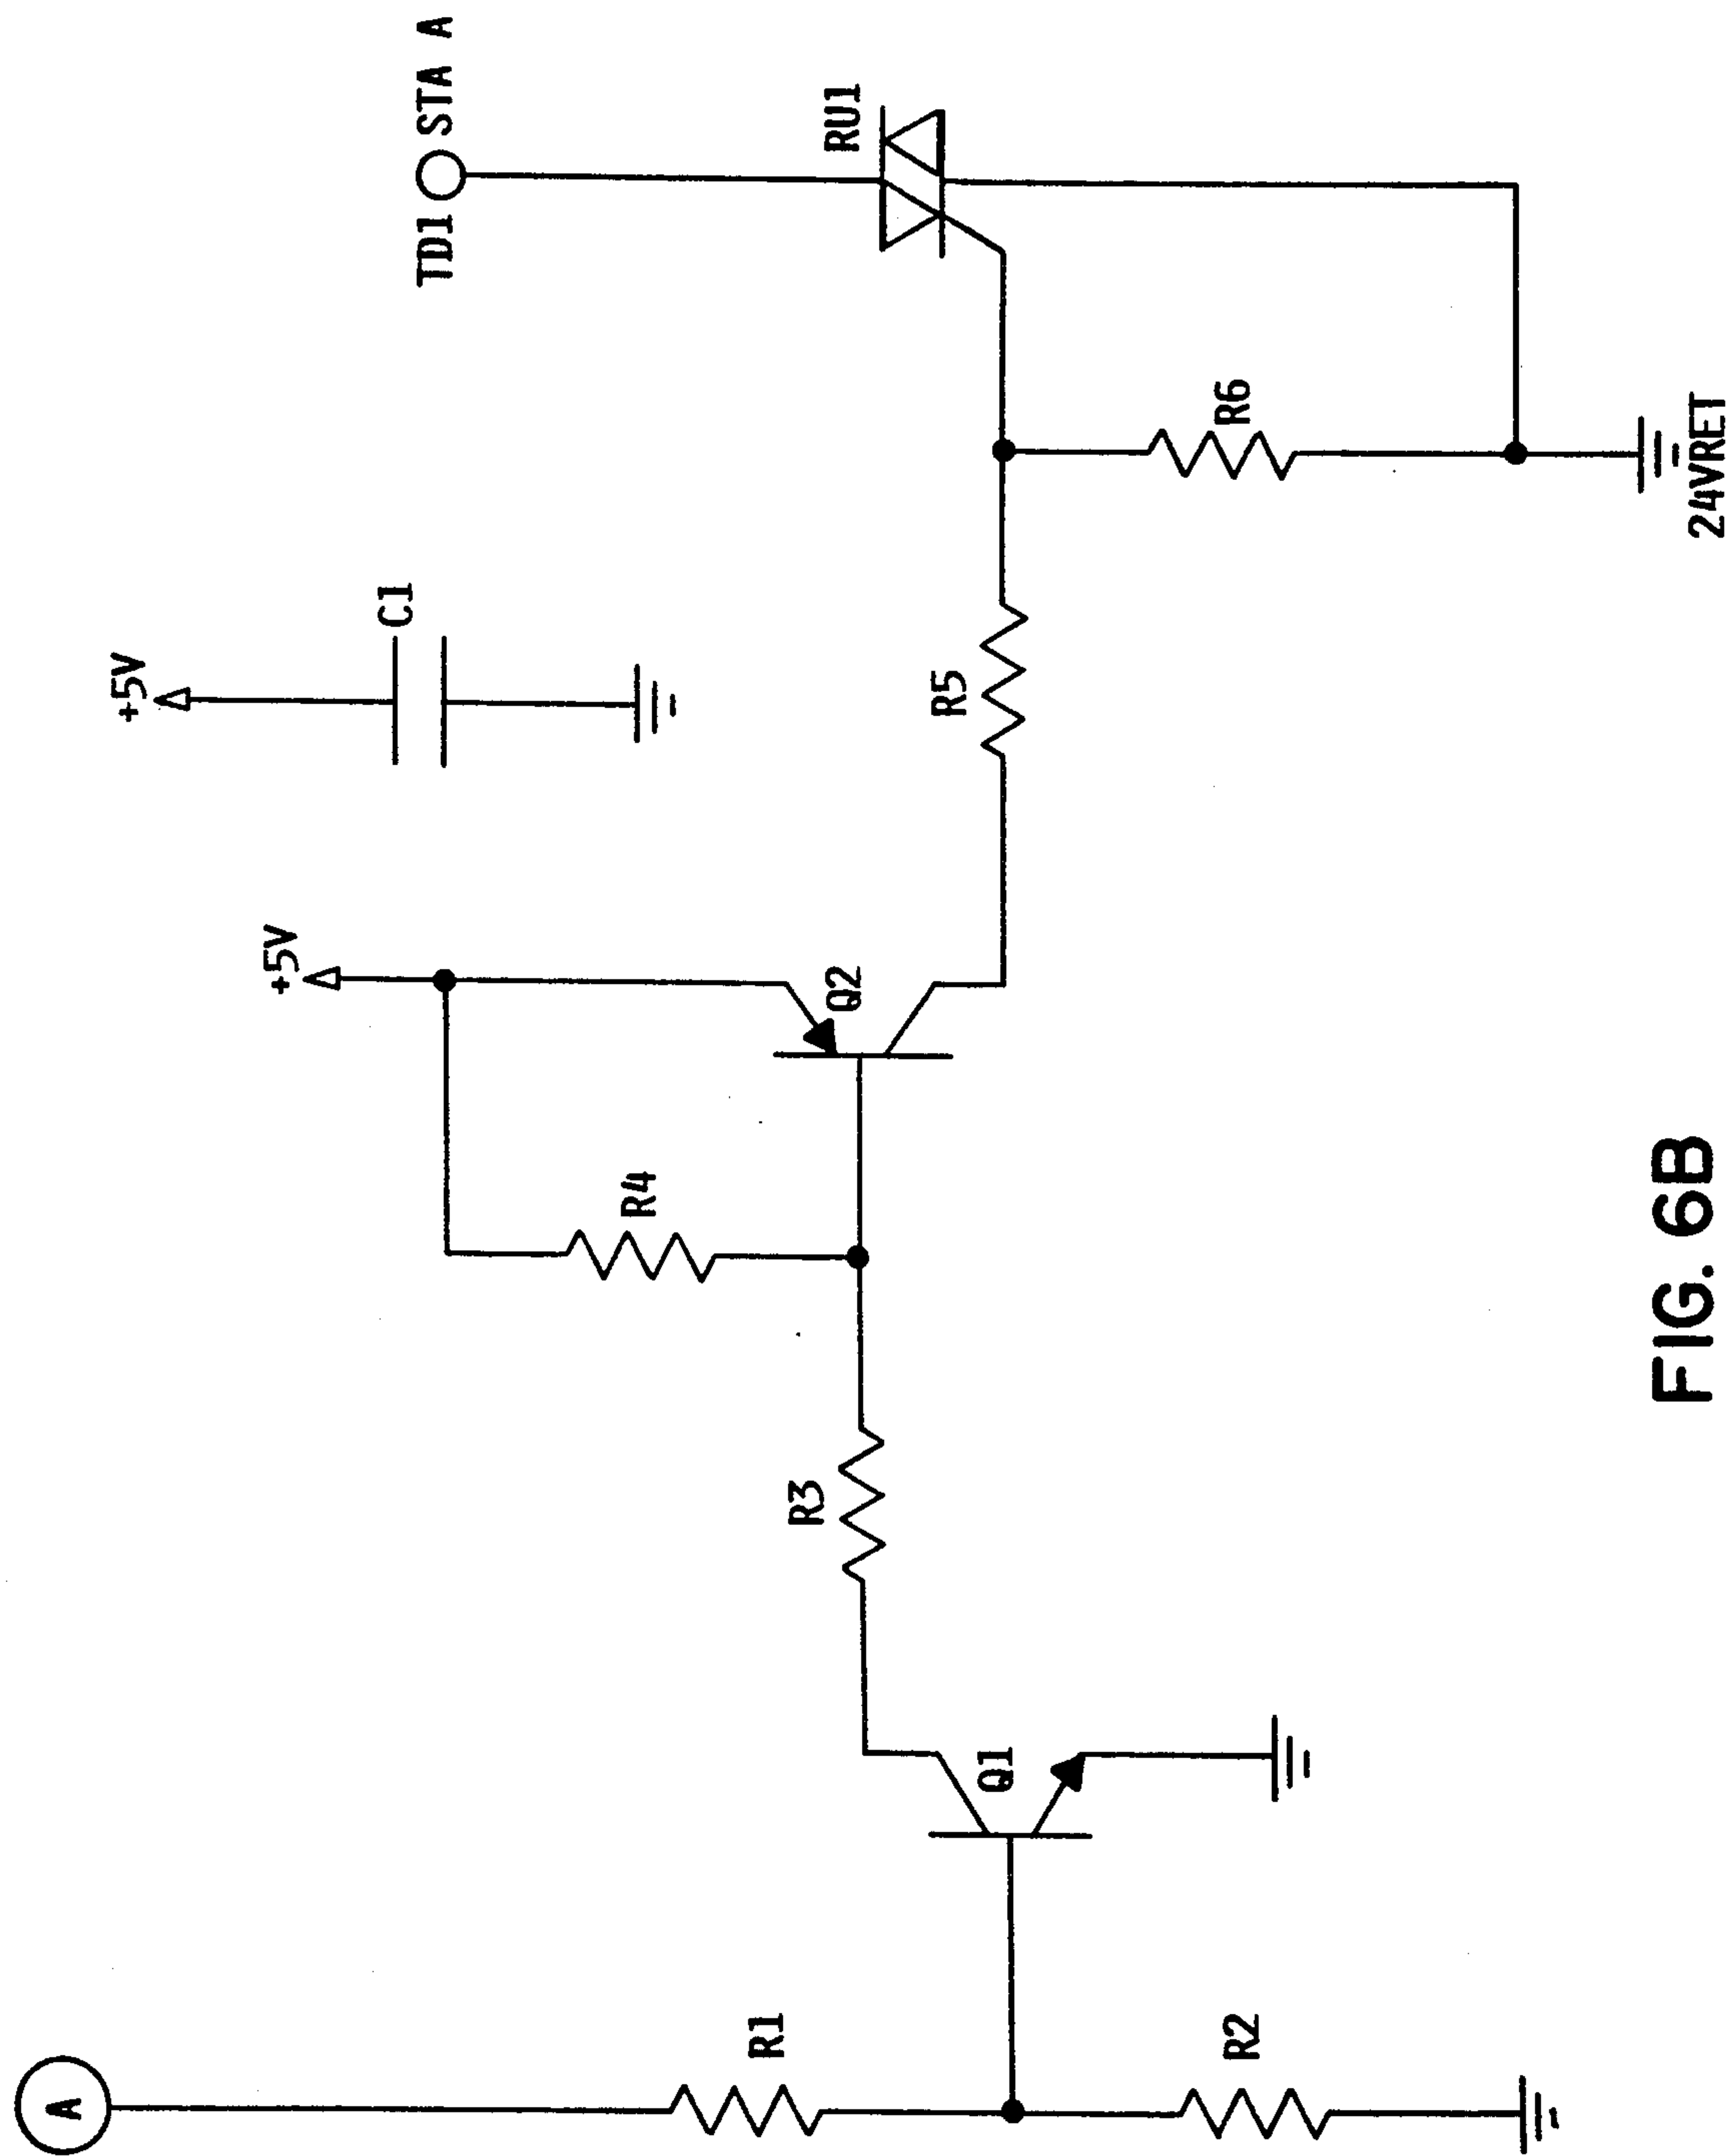 A
R1
R2
Q1
R3
R4
+5V
Q2
+5V
C1
R5
R6
24VRET
TD1 STA A
RU1
FIG. 6B